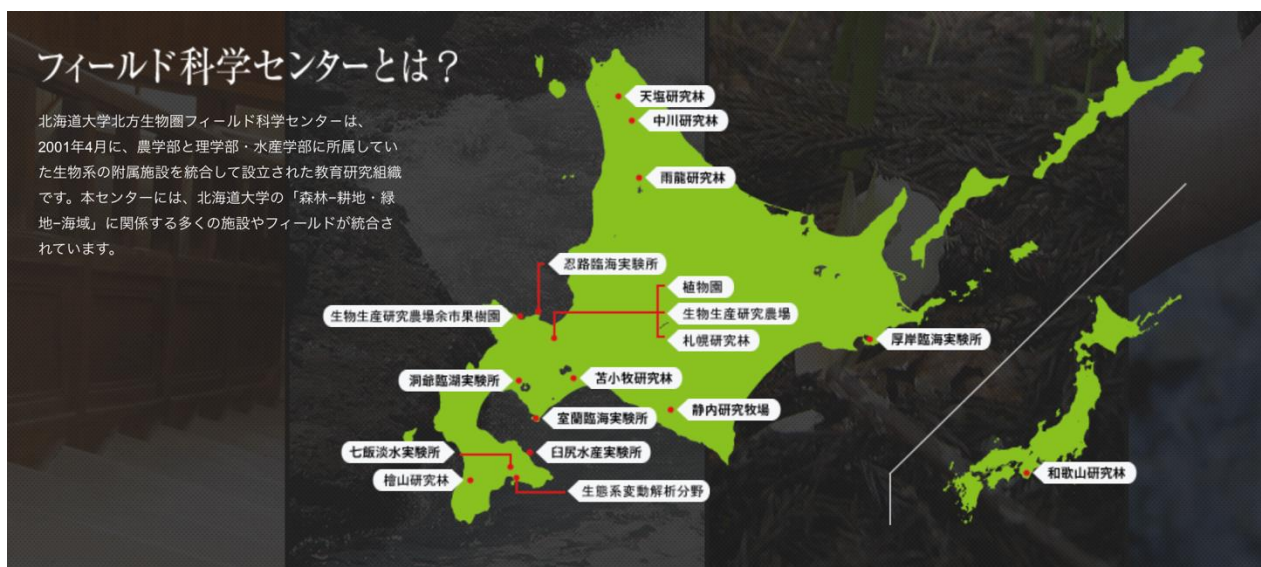 フィールド科学センターとは？
北海道大学北方生物圏フィールド科学センターは、
2001年4月に、農学部と理学部・水産学部に所属してい
た生物系の附属施設を統合して設立された教育研究組織
です。本センターには、北海道大学の「森林−耕地・緑
地−海域」に関係する多くの施設やフィールドが統合さ
れています。
天塩研究林
中川研究林
雨龍研究林
忍路臨海実験所
植物園
生物生産研究農場
札幌研究林
生物生産研究農場余市果樹園
厚岸臨海実験所
洞爺臨湖実験所
苫小牧研究林
静内研究牧場
室蘭臨海実験所
七飯淡水実験所
臼尻水産実験所
檜山研究林
生態系変動解析分野
和歌山研究林